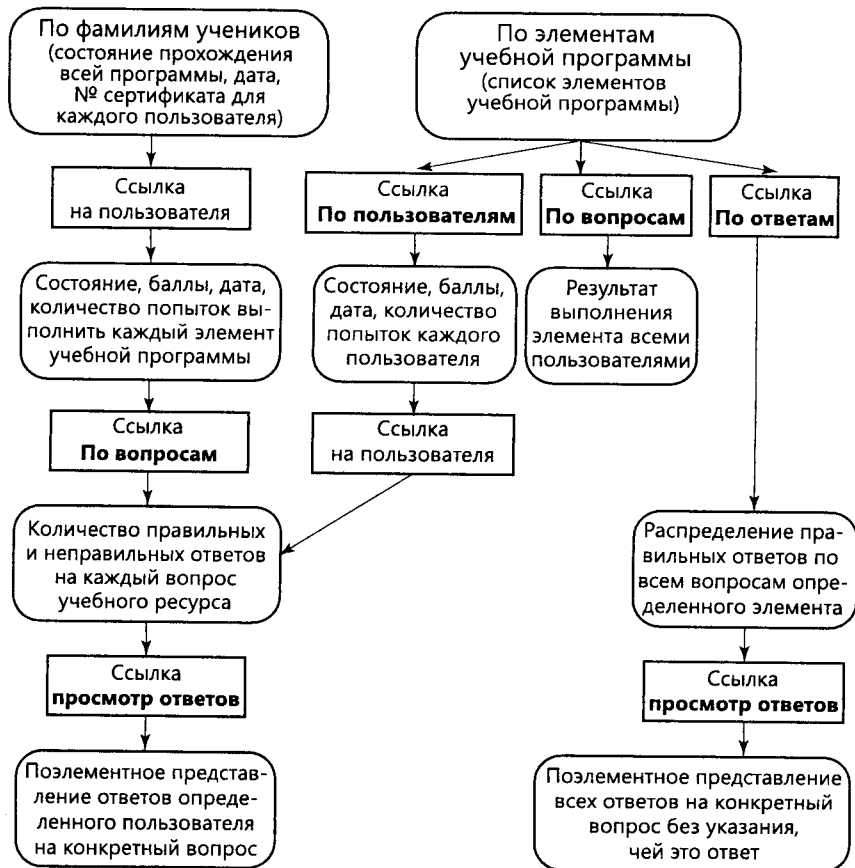 По фамилиям учеников
(состояние прохождения
всей программы, дата,
№ сертификата для
каждого пользователя)
Ссылка
на пользователя
Состояние, баллы, дата,
количество попыток вы-
полнить каждый элемент
учебной программы
Ссылка
По вопросам
Количество правильных
и неправильных ответов
на каждый вопрос
учебного ресурса
Ссылка
просмотр ответов
Поэлементное представ-
ление ответов опреде-
ленного пользователя
на конкретный вопрос
По элементам
учебной программы
(список элементов
учебной программы)
Ссылка
По пользователям
Состояние, баллы,
дата, количество
попыток каждого
пользователя
Ссылка
на пользователя
Ссылка
По вопросам
Результат
выполнения
элемента всеми
пользователями
Ссылка
По ответам
Распределение пра-
вильных ответов по
всем вопросам опре-
деленного элемента
Ссылка
просмотр ответов
Поэлементное представление
всех ответов на конкретный
вопрос без указания,
чей это ответ